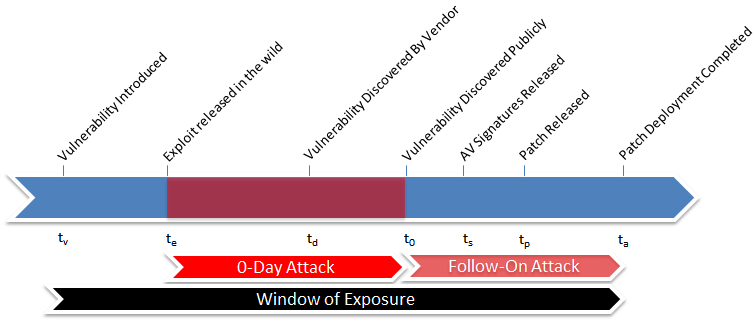 Vulnerability Introduced
Exploit released in the wild
Vulnerability Discovered By Vendor
Vulnerability Discovered Publicly
AV Signatures Released
Patch Released
Patch Deployment Completed
tv
te
td
t0
ts
tp
ta
0-Day Attack
Follow-On Attack
Window of Exposure